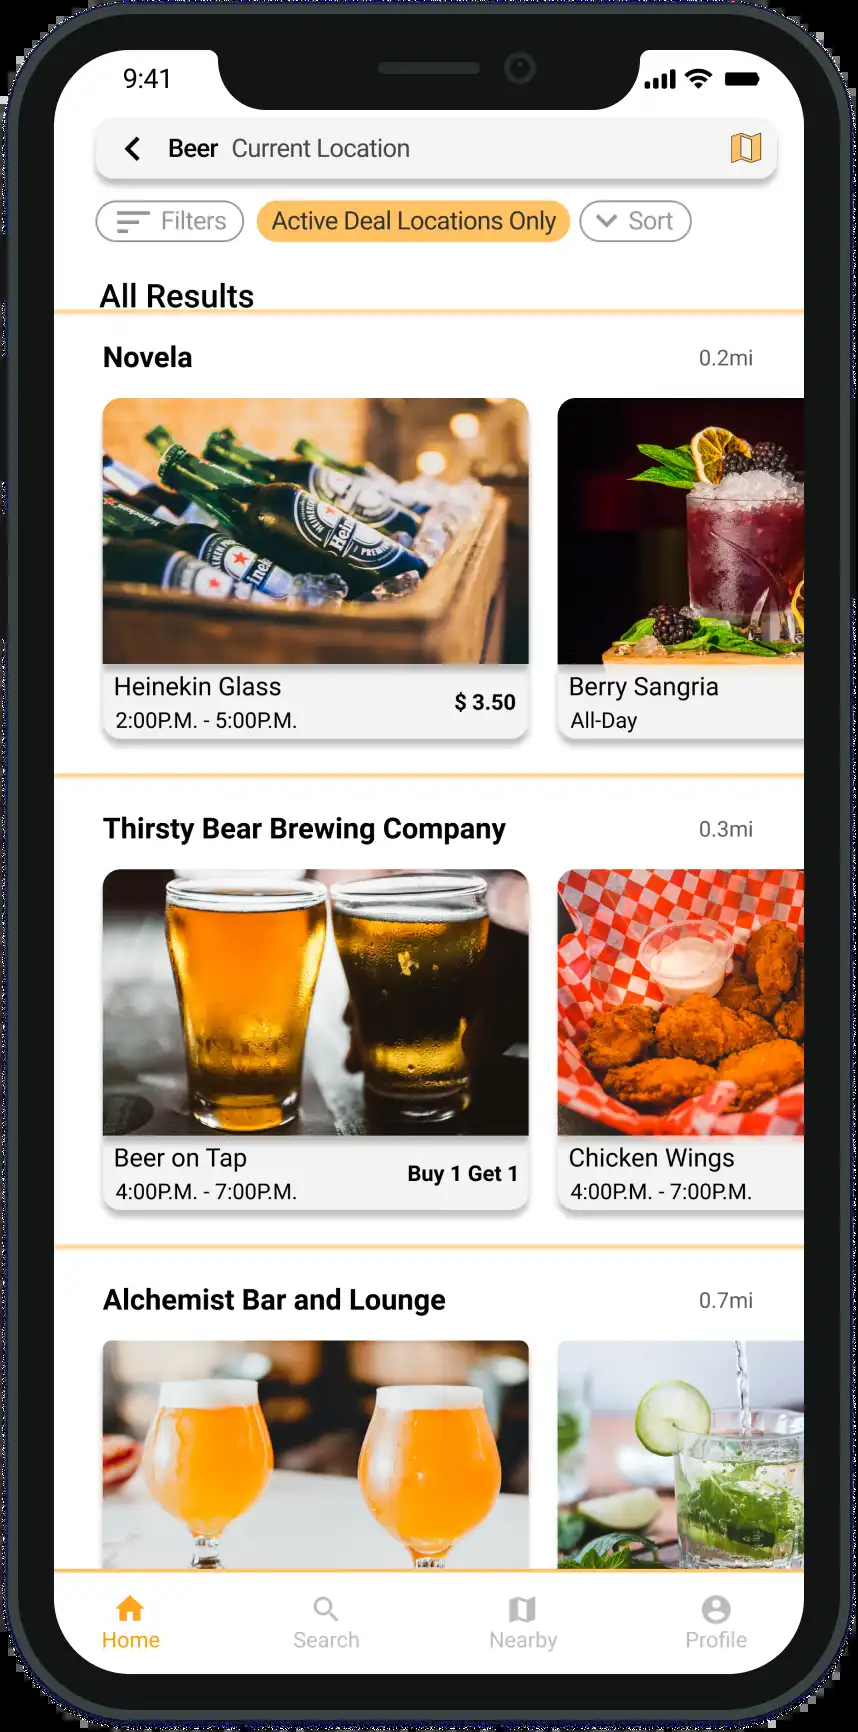 9:41
Beer Current Location
Filters
Active Deal Locations Only
Sort
All Results
Novela 0.2mi
Heineken
Heinekin Glass
$ 3.50
2:00P.M. - 5:00P.M.
Berry Sangria
All-Day
Thirsty Bear Brewing Company 0.3mi
Beer on Tap
Buy 1 Get 1
4:00P.M. - 7:00P.M.
Chicken Wings
4:00P.M. - 7:00P.M.
Alchemist Bar and Lounge 0.7mi
Home Search Nearby Profile